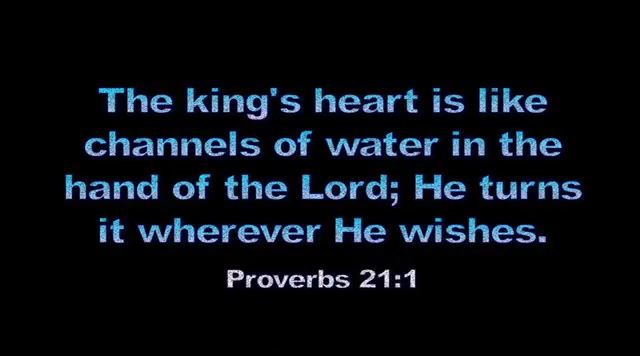 The king's heart is like
channels of water in the
hand of the Lord; He turns
it wherever He wishes.
Proverbs 21:1